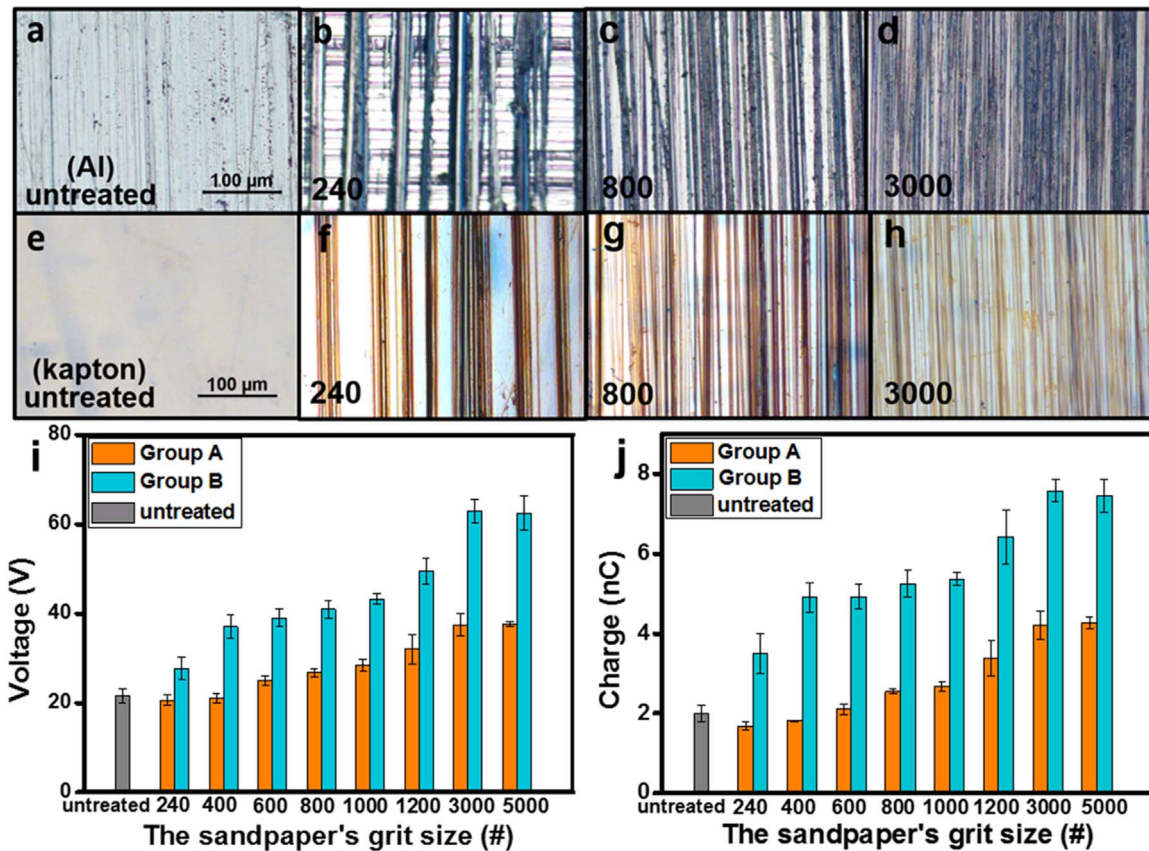 a
b
c
d
(Al)
untreated
100 µm
240
800
3000
e
f
g
h
(kapton)
untreated
100 µm
240
800
3000
i
Group A
Group B
untreated
Voltage (V)
80
60
40
20
0
untreated 240 400 600 800 1000 1200 3000 5000
The sandpaper's grit size (#)
j
Group A
Group B
untreated
Charge (nC)
8
6
4
2
0
untreated 240 400 600 800 1000 1200 3000 5000
The sandpaper's grit size (#)